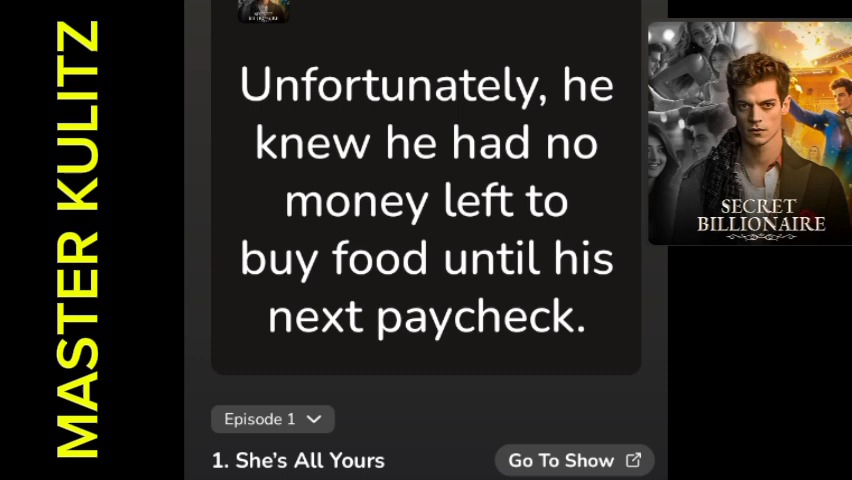 MASTER KULITZ
Unfortunately, he
knew he had no
money left to
buy food until his
next paycheck.
Episode 1
1. She's All Yours
Go To Show
SECRET
BILLIONAIRE